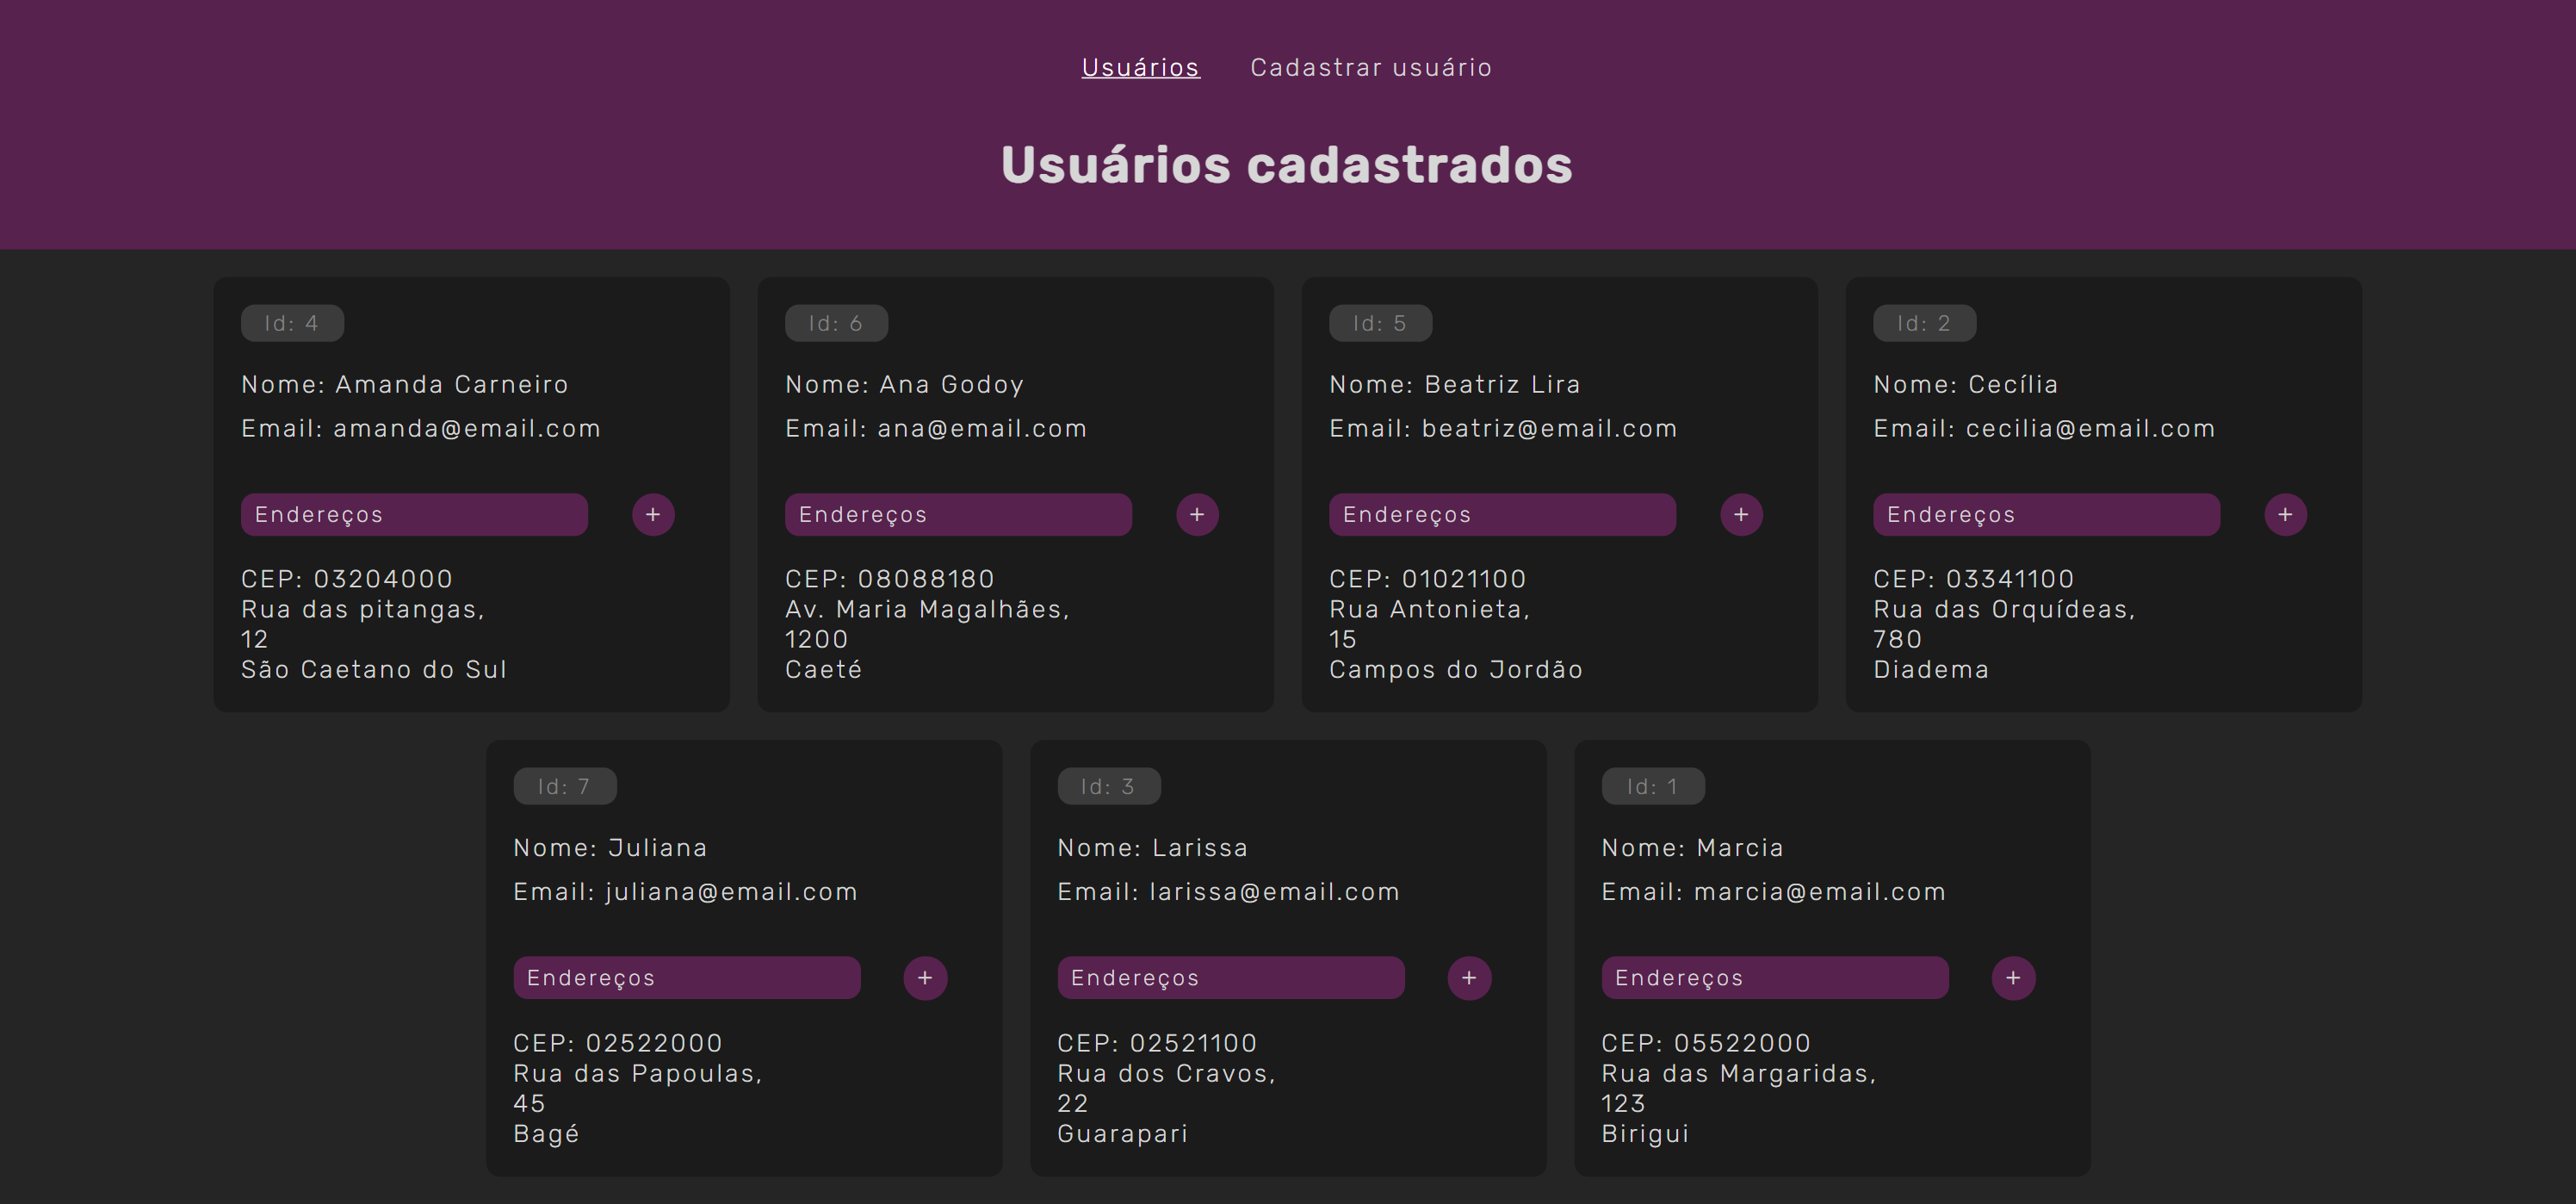 Usuários
Cadastrar usuário
Usuários cadastrados
Id: 4
Nome: Amanda Carneiro
Email: amanda@email.com
Endereços
+
CEP: 03204000
Rua das pitangas,
12
São Caetano do Sul
Id: 6
Nome: Ana Godoy
Email: ana@email.com
Endereços
+
CEP: 08088180
Av. Maria Magalhães,
1200
Caeté
Id: 5
Nome: Beatriz Lira
Email: beatriz@email.com
Endereços
+
CEP: 01021100
Rua Antonieta,
15
Campos do Jordão
Id: 2
Nome: Cecília
Email: cecilia@email.com
Endereços
+
CEP: 03341100
Rua das Orquídeas,
780
Diadema
Id: 7
Nome: Juliana
Email: juliana@email.com
Endereços
+
CEP: 02522000
Rua das Papoulas,
45
Bagé
Id: 3
Nome: Larissa
Email: larissa@email.com
Endereços
+
CEP: 02521100
Rua dos Cravos,
22
Guarapari
Id: 1
Nome: Marcia
Email: marcia@email.com
Endereços
+
CEP: 05522000
Rua das Margaridas,
123
Birigui